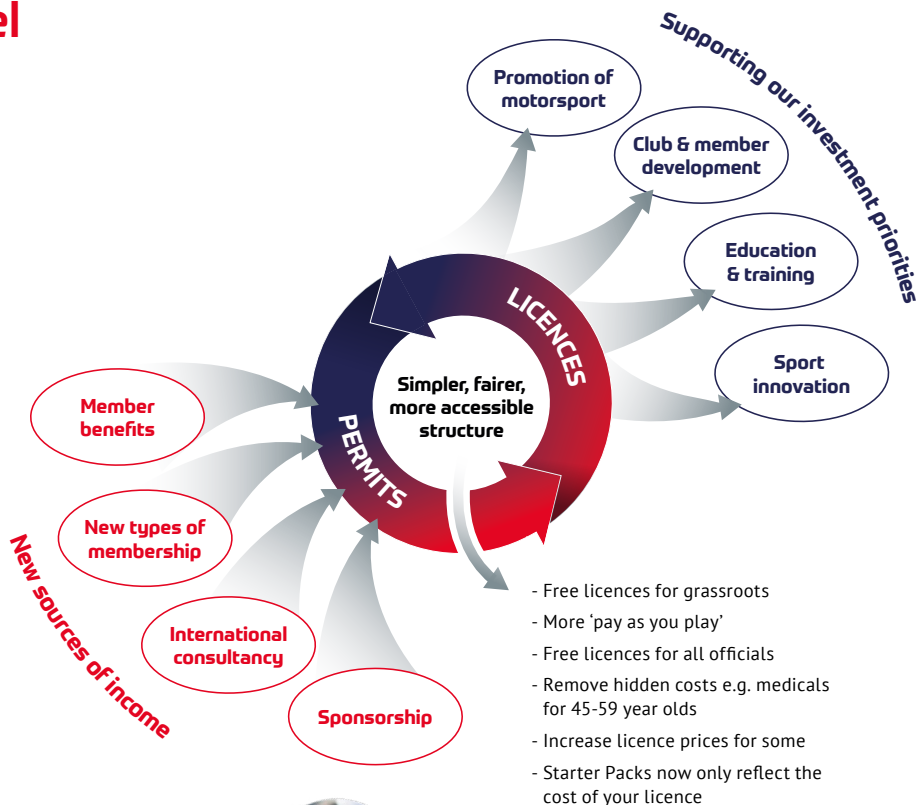 el
Supporting our investment priorities
Promotion of
motorsport
Club & member
development
Education
& training
Sport
innovation
LICENCES
PERMITS
Simpler, fairer,
more accessible
structure
Member
benefits
New types of
membership
International
consultancy
Sponsorship
New sources of income
- Free licences for grassroots
- More ‘pay as you play’
- Free licences for all officials
- Remove hidden costs e.g. medicals
for 45-59 year olds
- Increase licence prices for some
- Starter Packs now only reflect the
cost of your licence